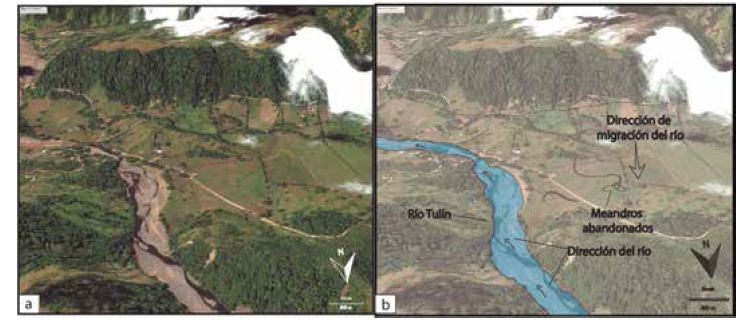 N
a
Dirección de
migración del río
Río Tulín
Meandros
abandonados
Dirección del río
N
b